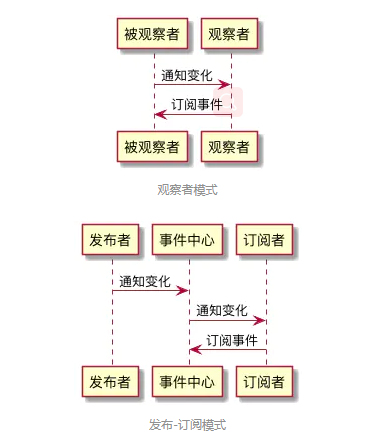 被观察者 观察者
通知变化
订阅事件
被观察者 观察者
观察者模式
发布者 事件中心 订阅者
通知变化
通知变化
订阅事件
发布者 事件中心 订阅者
发布-订阅模式